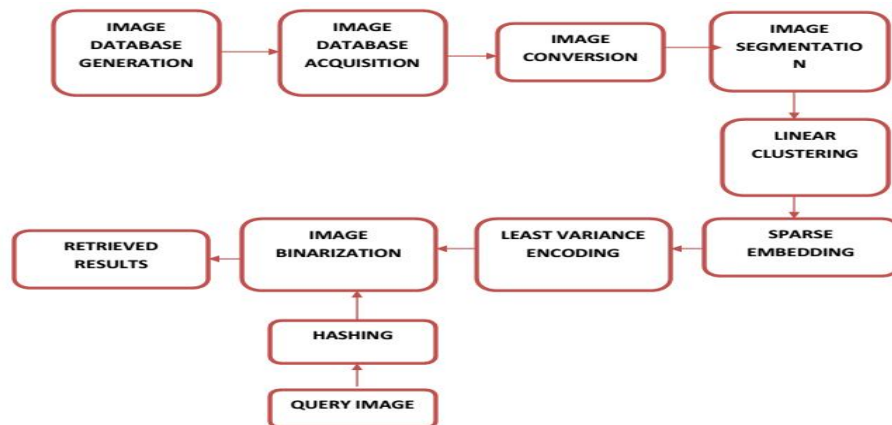 IMAGE
DATABASE
GENERATION
IMAGE
DATABASE
ACQUISITION
IMAGE
CONVERSION
IMAGE
SEGMENTATIO
N
LINEAR
CLUSTERING
SPARSE
EMBEDDING
LEAST VARIANCE
ENCODING
IMAGE
BINARIZATION
RETRIEVED
RESULTS
HASHING
QUERY IMAGE